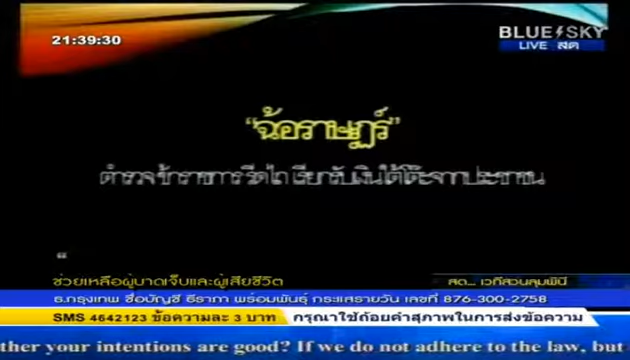 21:39:30
BLUE SKY
LIVE สด
“ฉ้อราษฎร์”
ตำรวจ ข้าราชการ รีดไถ เรียกรับเงินใต้โต๊ะจากประชาชน
“
ช่วยเหลือผู้บาดเจ็บและผู้เสียชีวิต
สด... เวทีสวนลุมพินี
ธ.กรุงเทพ ชื่อบัญชี ธีราภา พร้อมพันธุ์ กระแสรายวัน เลขที่ 876-300-2758
SMS 4642123 ข้อความละ 3 บาท กรุณาใช้ถ้อยคำสุภาพในการส่งข้อความ
ther your intentions are good? If we do not adhere to the law, but